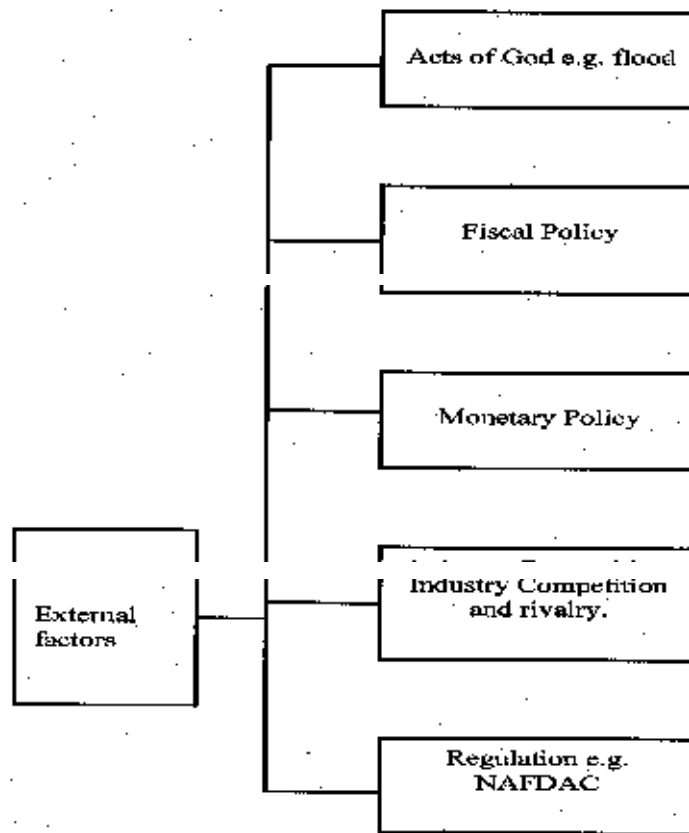 Acts of God e.g. flood
Fiscal Policy
Monetary Policy
External
factors
Industry Competition
and rivalry.
Regulation e.g.
NAFDAC